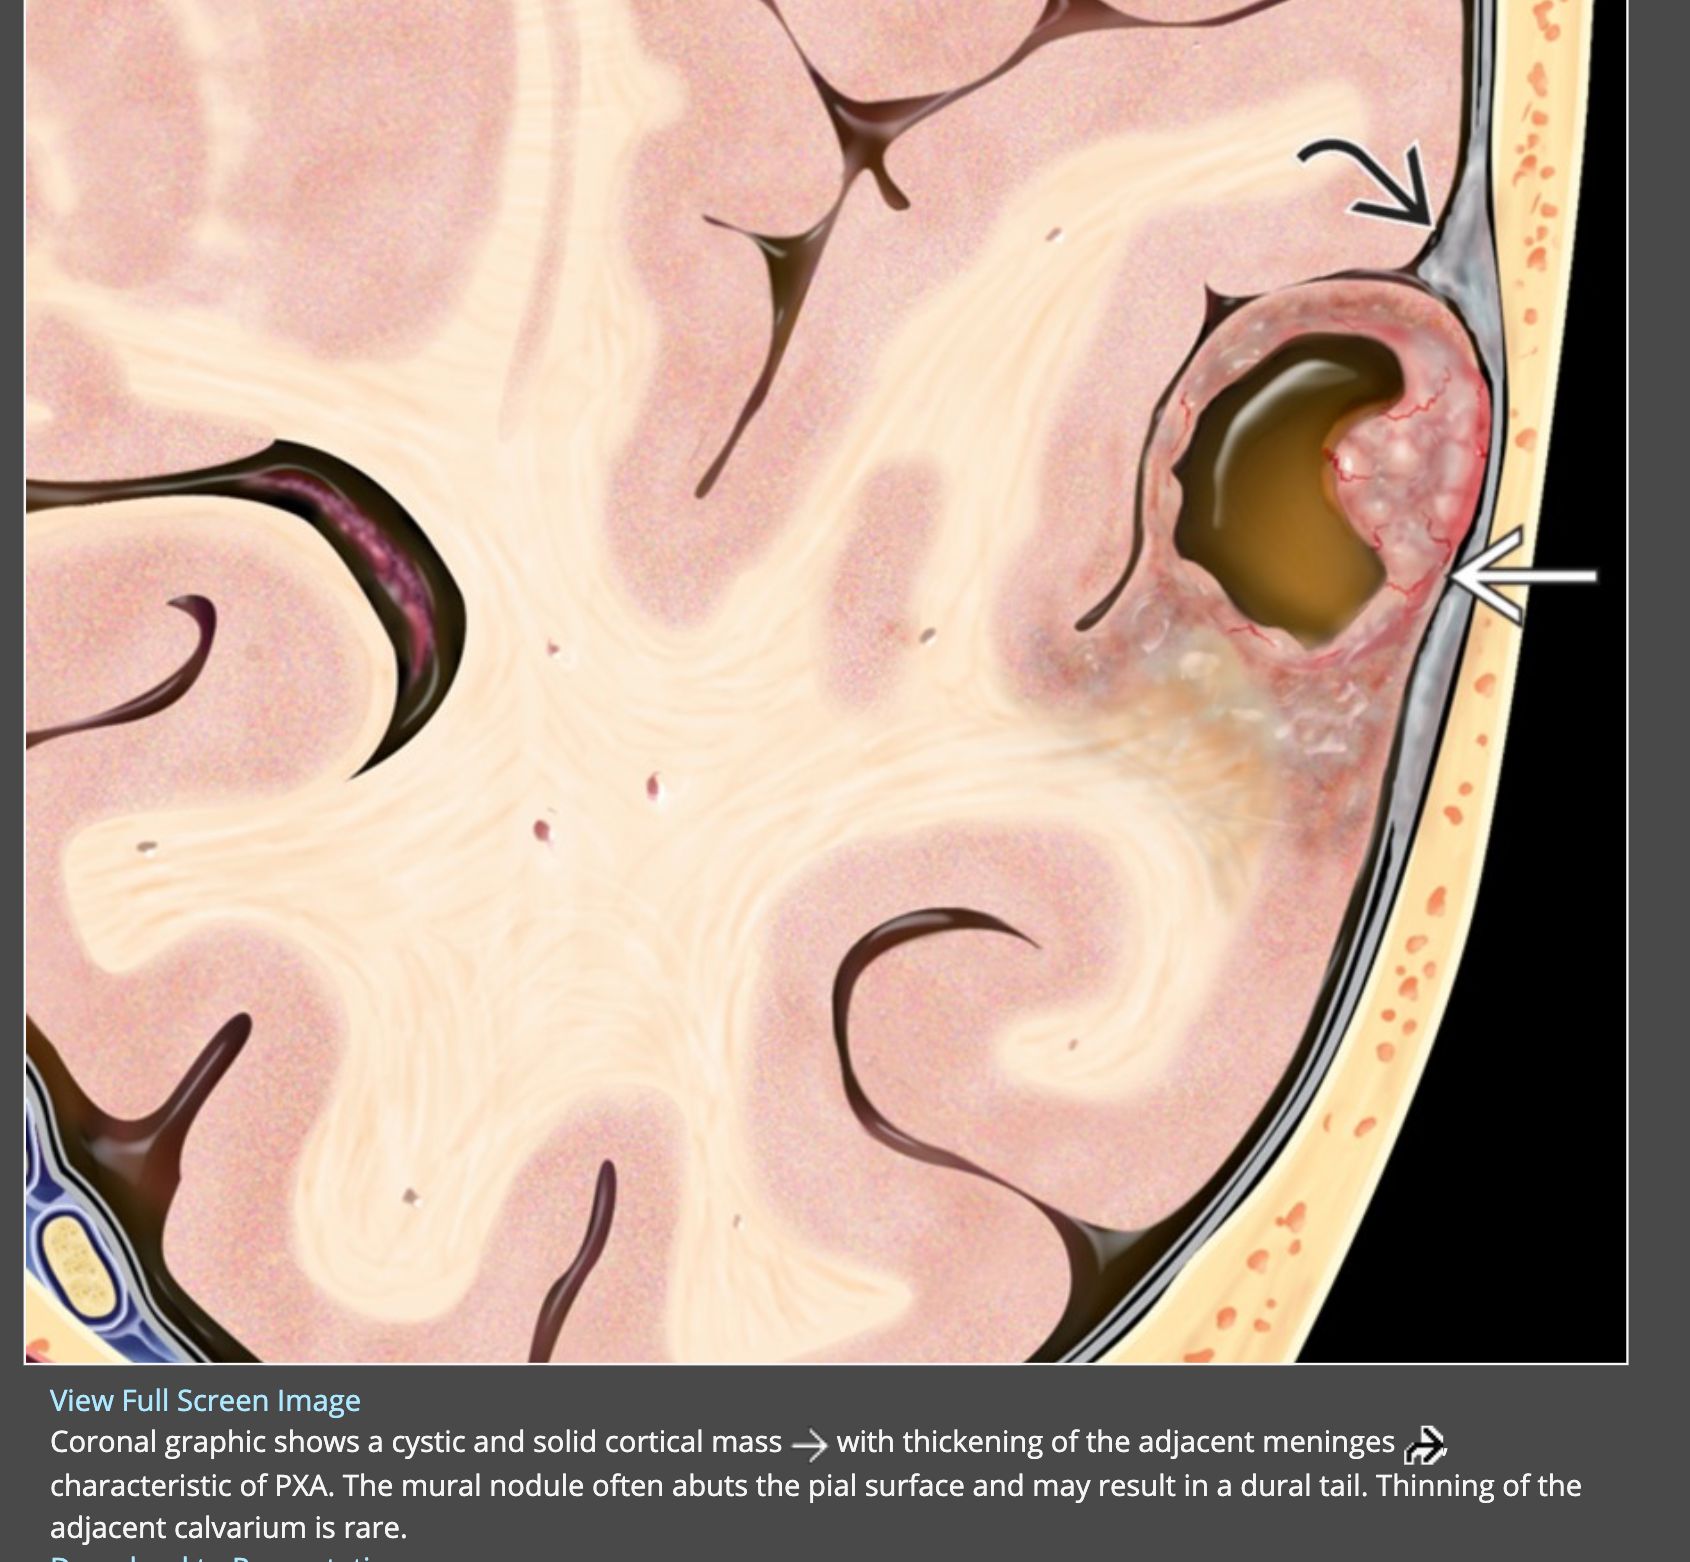 View Full Screen Image
Coronal graphic shows a cystic and solid cortical mass with thickening of the adjacent meninges
characteristic of PXA. The mural nodule often abuts the pial surface and may result in a dural tail. Thinning of the
adjacent calvarium is rare.